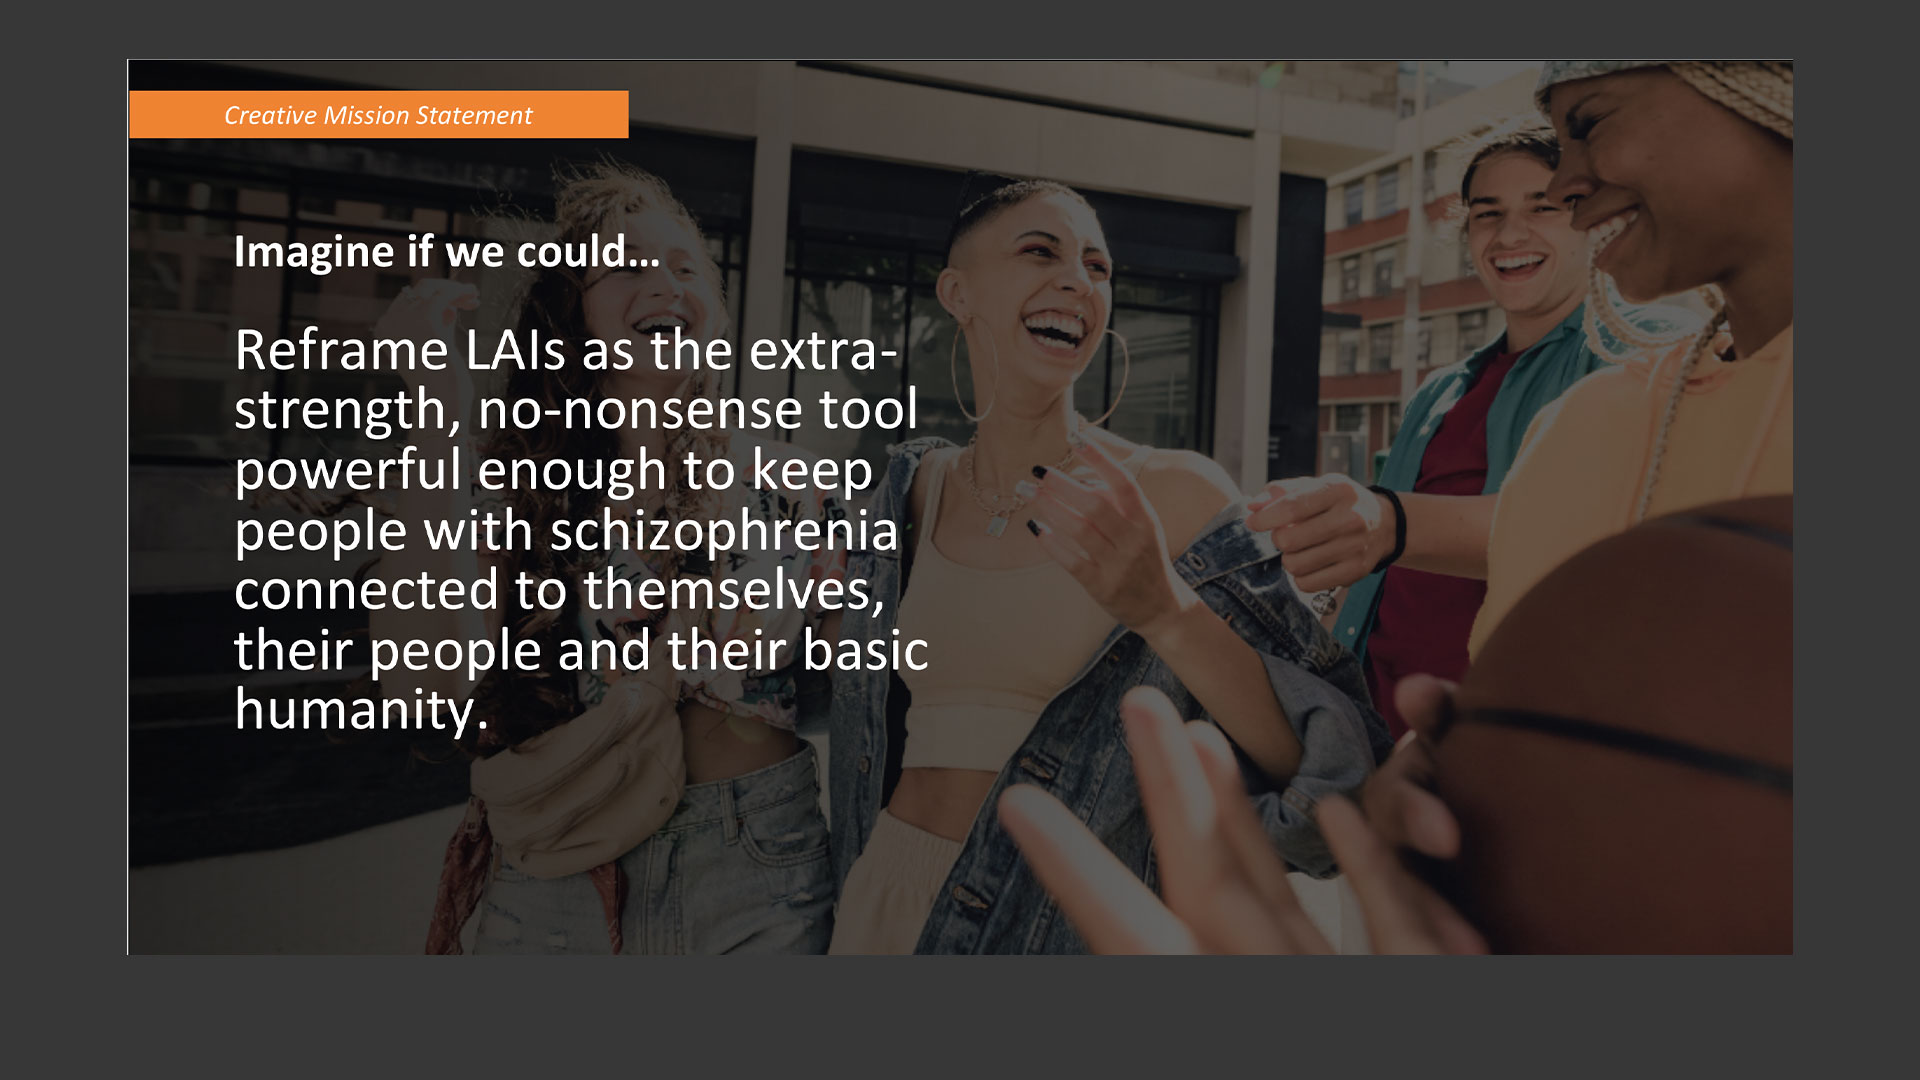 Creative Mission Statement
Imagine if we could...
Reframe LAIs as the extra-
strength, no-nonsense tool
powerful enough to keep
people with schizophrenia
connected to themselves,
their people and their basic
humanity.